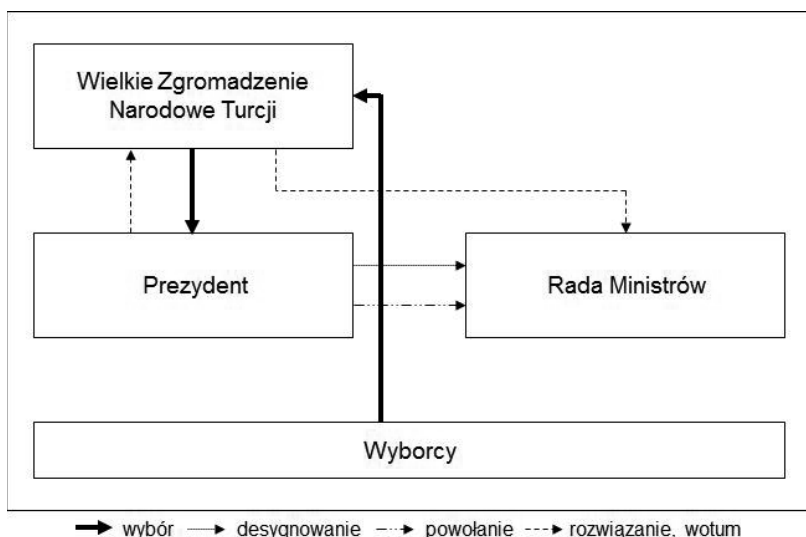 Wielkie Zgromadzenie
Narodowe Turcji
Prezydent
Rada Ministrów
Wyborcy
wybór desygnowanie powołanie rozwiązanie, wotum